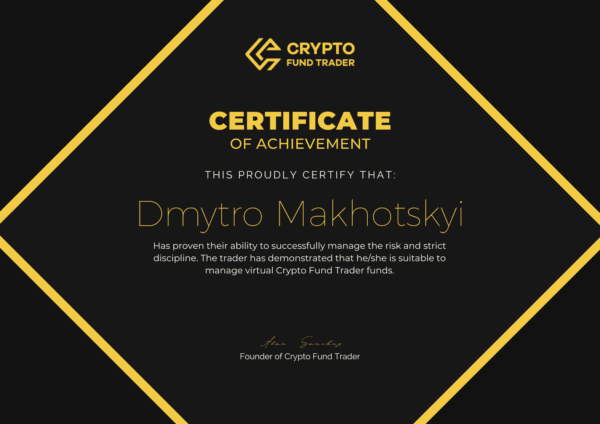 CRYPTO
FUND TRADER
CERTIFICATE
OF ACHIEVEMENT
THIS PROUDLY CERTIFY THAT:
Dmytro Makhotskyi
Has proven their ability to successfully manage the risk and strict
discipline. The trader has demonstrated that he/she is suitable to
manage virtual Crypto Fund Trader funds.
Founder of Crypto Fund Trader